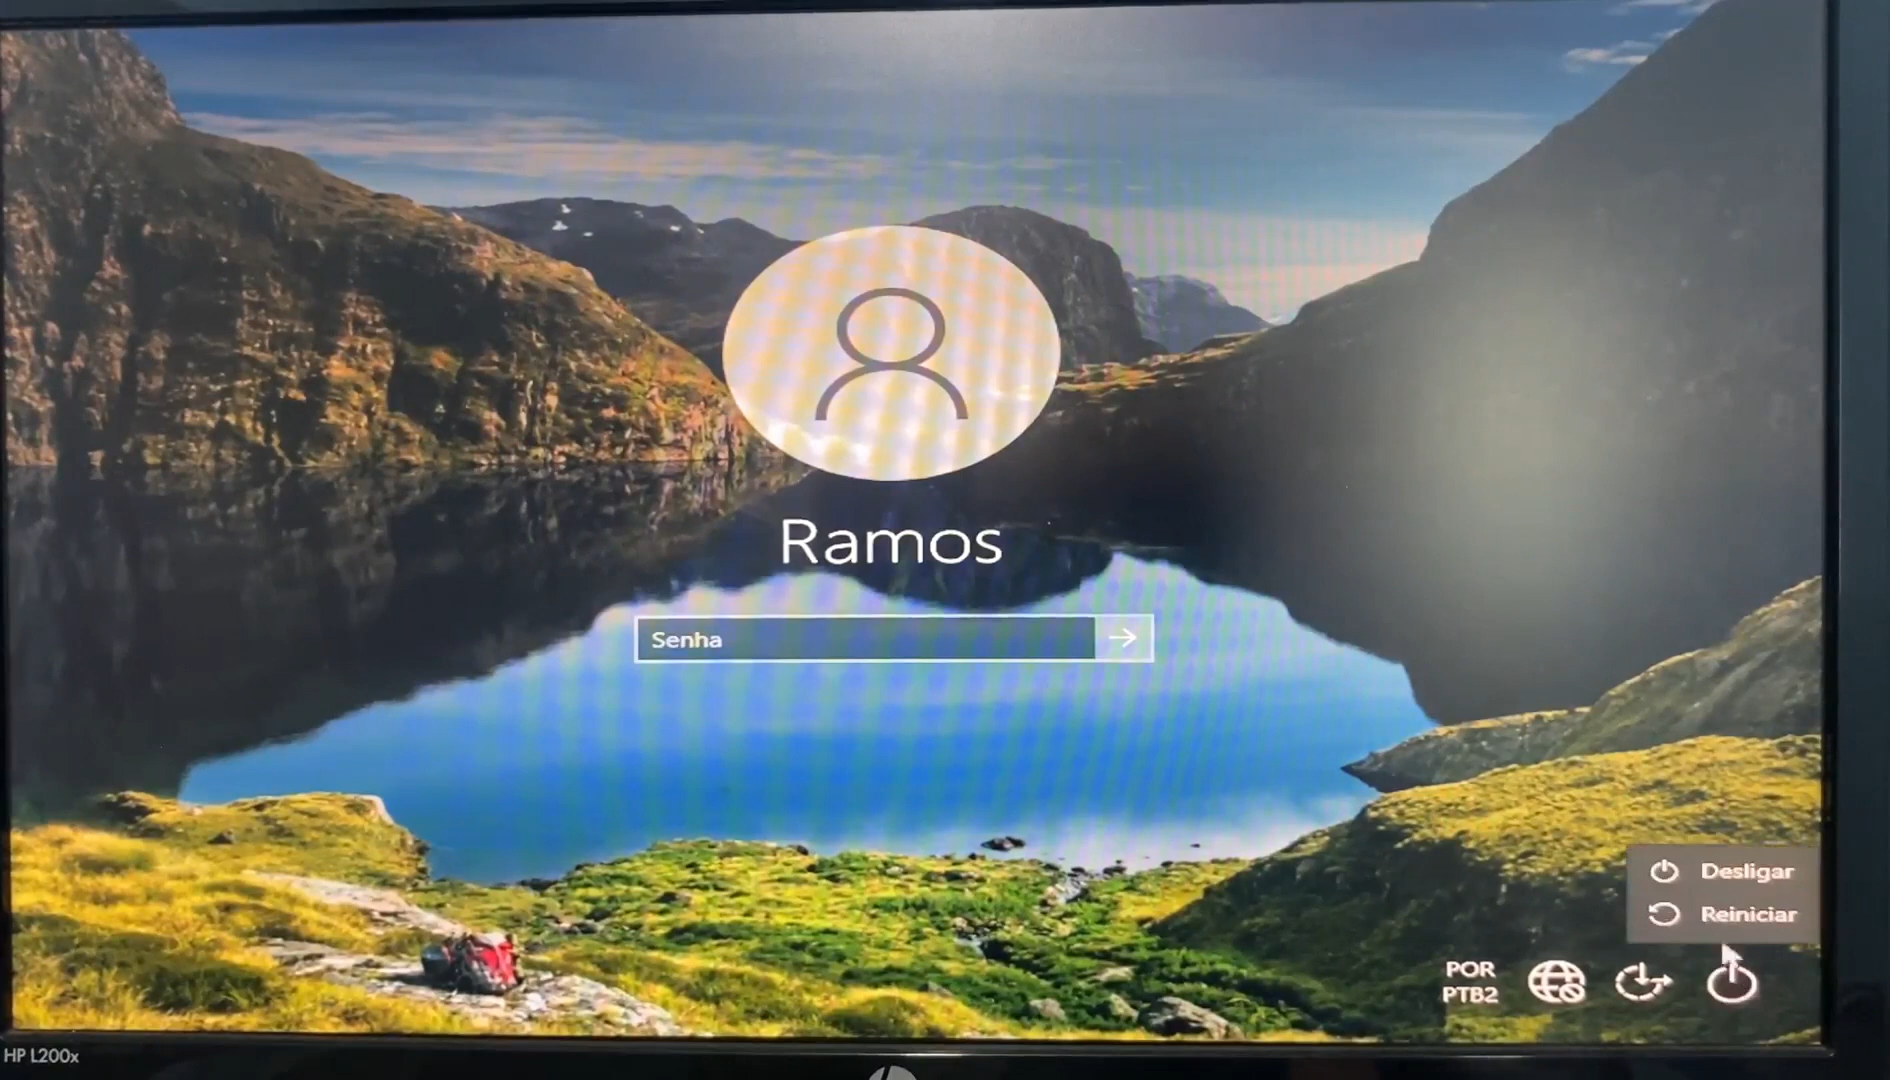 Ramos
Senha
Desligar
Reiniciar
POR
PTB2
HP L200x